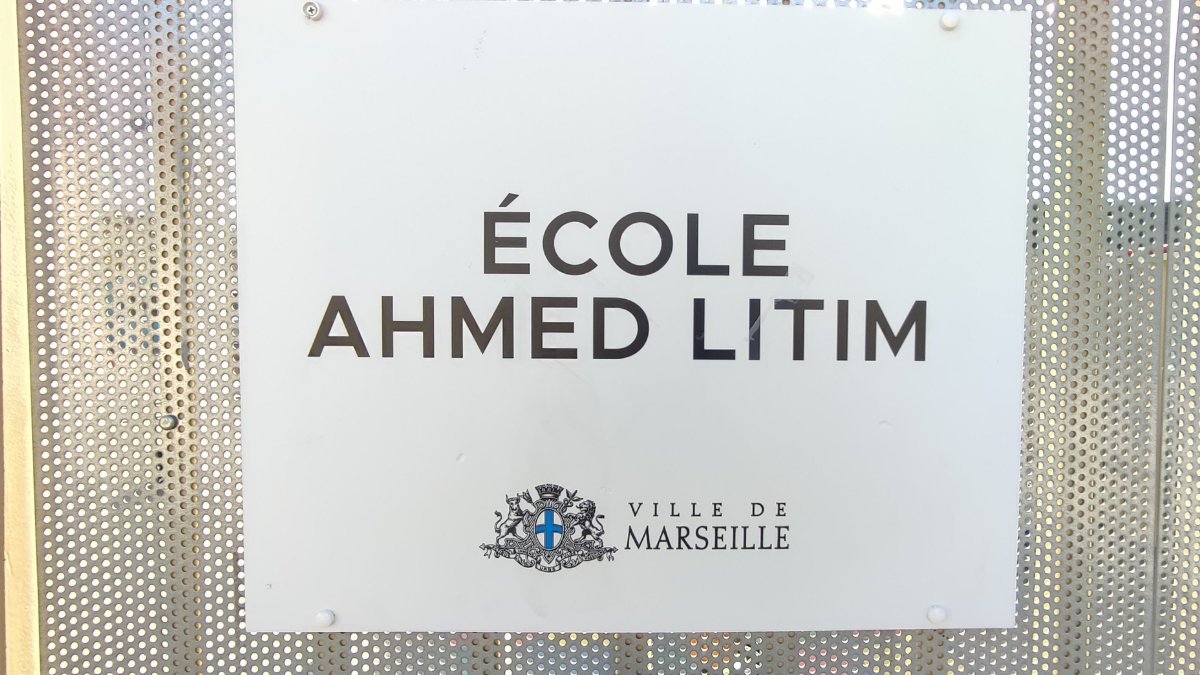 ÉCOLE
AHMED LITIM
VILLE DE
MARSEILLE